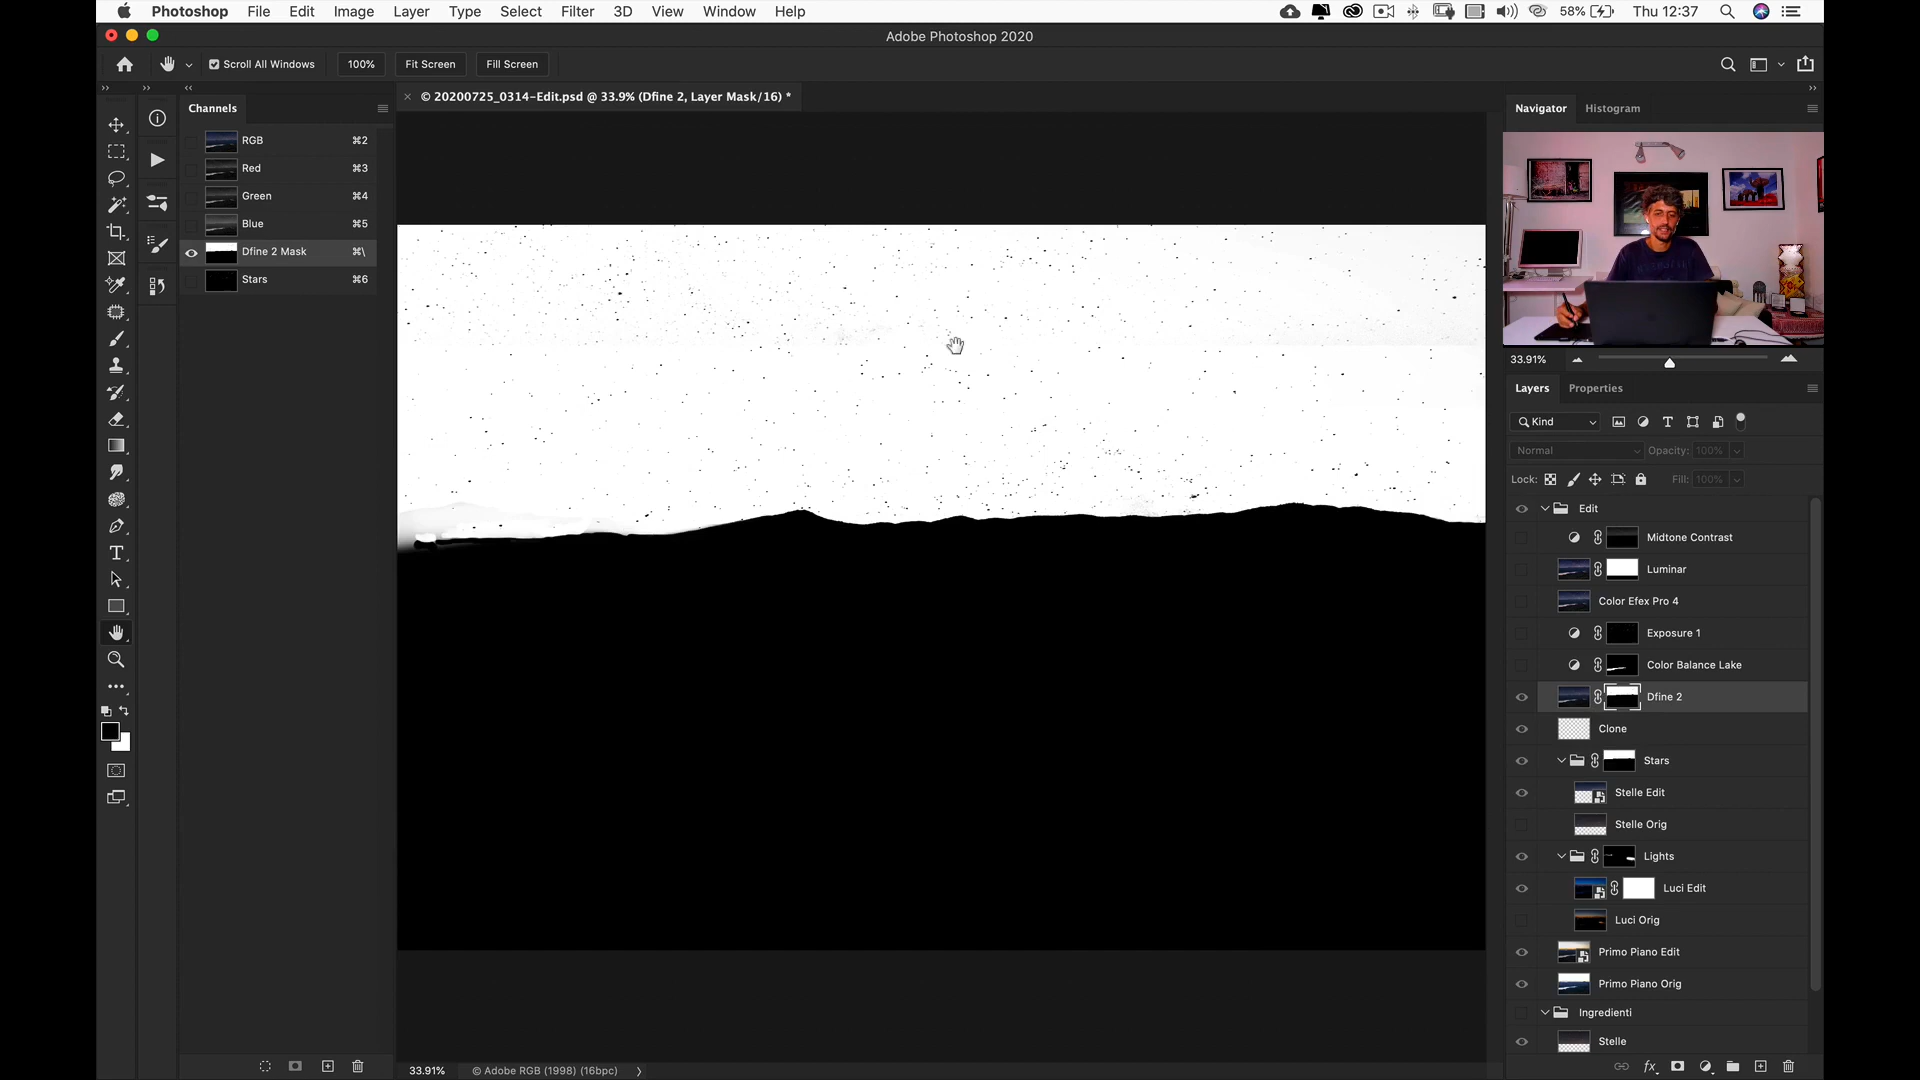 Photoshop File Edit Image Layer Type Select Filter 3D View Window Help 58% Thu 12:37
Adobe Photoshop 2020
Scroll All Windows 100% Fit Screen Fill Screen
Channels
© 20200725_0314-Edit.psd @ 33.9% (Dfine 2, Layer Mask/16) *
Navigator Histogram
RGB ⌘2
Red ⌘3
Green ⌘4
Blue ⌘5
Dfine 2 Mask ⌘\
Stars ⌘6
33.91%
Layers Properties
Kind
Normal Opacity: 100%
Lock: Fill: 100%
Edit
Midtone Contrast
Luminar
Color Efex Pro 4
Exposure 1
Color Balance Lake
Dfine 2
Clone
Stars
Stelle Edit
Stelle Orig
Lights
Luci Edit
Luci Orig
Primo Piano Edit
Primo Piano Orig
Ingredienti
Stelle
33.91% © Adobe RGB (1998) (16bpc)
fx